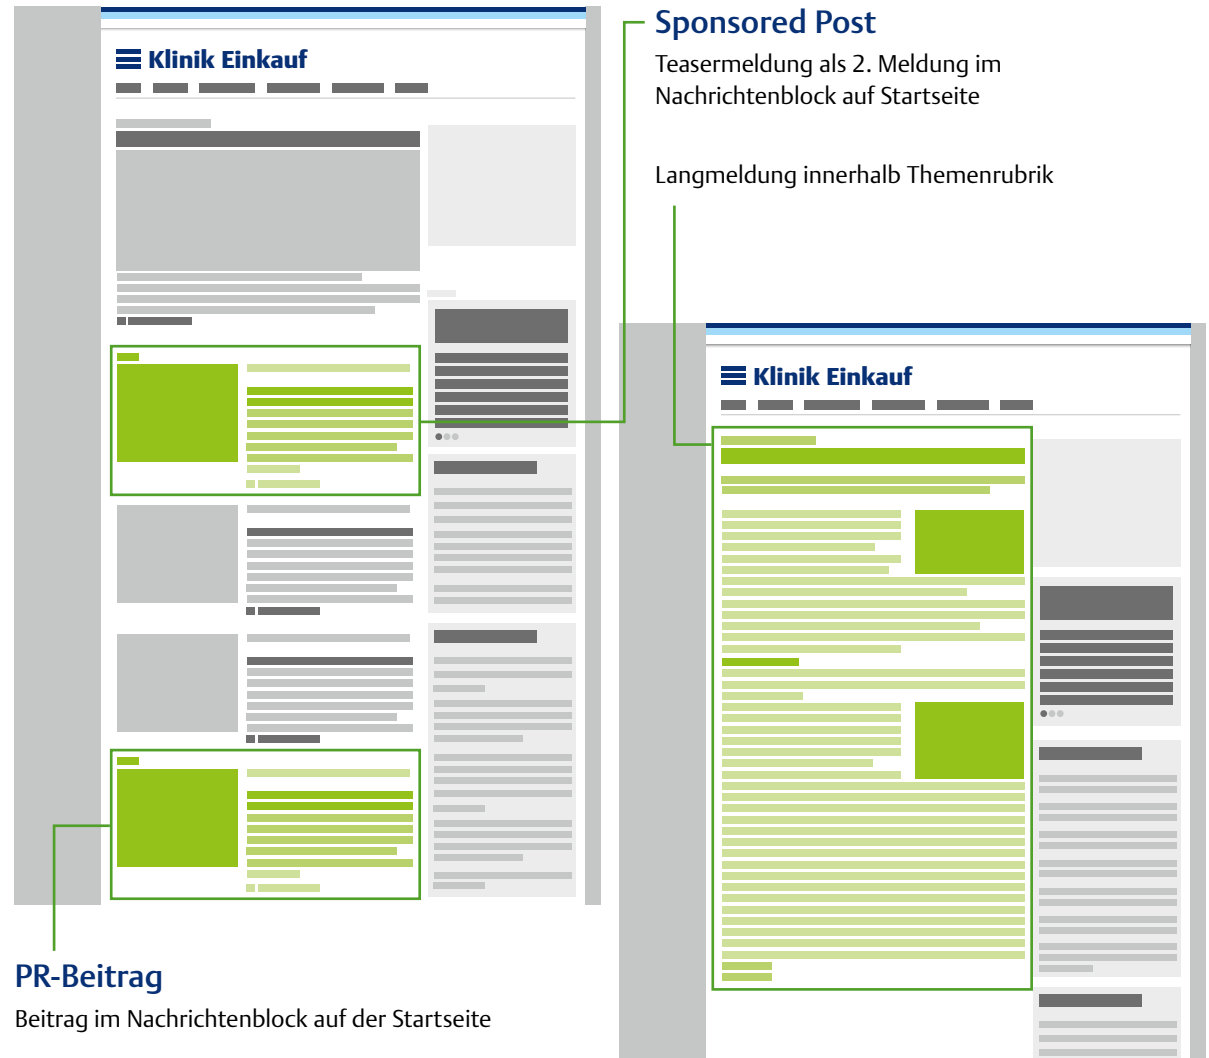 Klinik Einkauf
Sponsored Post
Teasermeldung als 2. Meldung im
Nachrichtenblock auf Startseite
Langmeldung innerhalb Themenrubrik
Klinik Einkauf
PR-Beitrag
Beitrag im Nachrichtenblock auf der Startseite